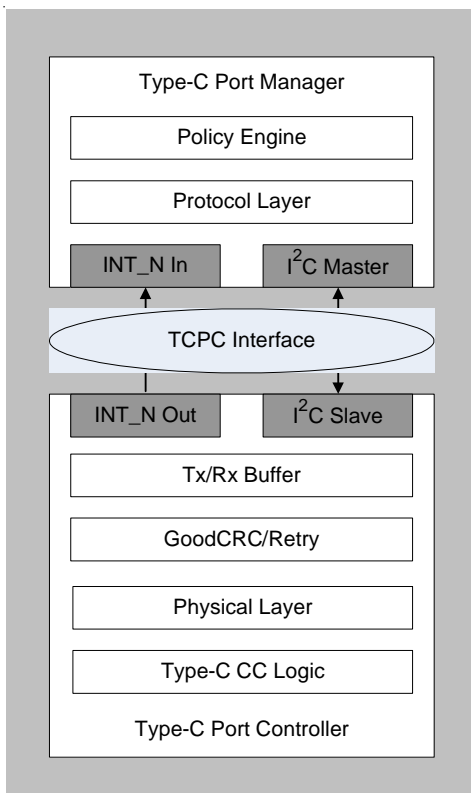 Type-C Port Manager
Policy Engine
Protocol Layer
INT_N In
I²C Master
TCPC Interface
INT_N Out
I²C Slave
Tx/Rx Buffer
GoodCRC/Retry
Physical Layer
Type-C CC Logic
Type-C Port Controller